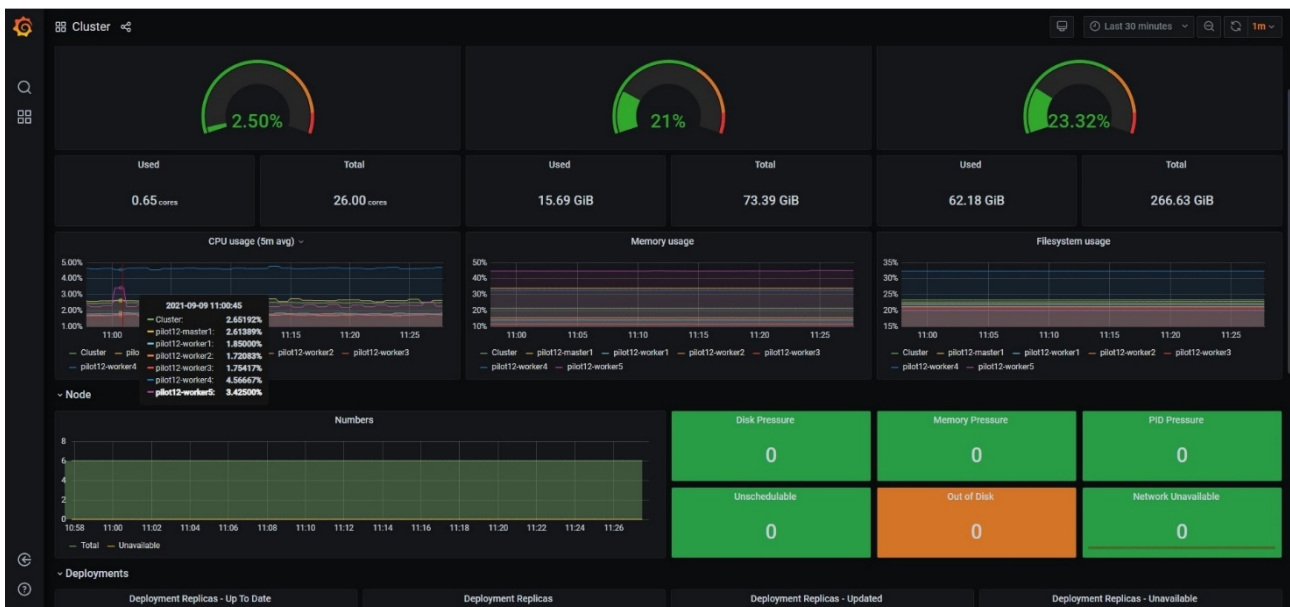 Cluster
Last 30 minutes
1m
2.50%
21%
23.32%
Used
Total
Used
Total
Used
Total
0.65 cores
26.00 cores
15.69 GiB
73.39 GiB
62.18 GiB
266.63 GiB
CPU usage (5m avg)
5.00%
4.00%
3.00%
2.00%
1.00%
11:00
11:15
11:20
11:25
2021-09-09 11:00:45
Cluster: 2.65192%
pilot12-master1: 2.61389%
pilot12-worker1: 1.85000%
pilot12-worker2: 1.72083%
pilot12-worker3: 1.75417%
pilot12-worker4: 4.56667%
pilot12-worker5: 3.42500%
Cluster pilo pilot12-worker2 pilot12-worker3
pilot12-worker4
Memory usage
50%
40%
30%
20%
10%
11:00 11:05 11:10 11:15 11:20 11:25
Cluster pilot12-master1 pilot12-worker1 pilot12-worker2 pilot12-worker3
pilot12-worker4 pilot12-worker5
Filesystem usage
35%
30%
25%
20%
15%
11:00 11:05 11:10 11:15 11:20 11:25
Cluster pilot12-master1 pilot12-worker1 pilot12-worker2 pilot12-worker3
pilot12-worker4 pilot12-worker5
Node
Numbers
8
6
4
2
0
10:58 11:00 11:02 11:04 11:06 11:08 11:10 11:12 11:14 11:16 11:18 11:20 11:22 11:24 11:26
Total Unavailable
Disk Pressure
0
Memory Pressure
0
PID Pressure
0
Unschedulable
0
Out of Disk
0
Network Unavailable
0
Deployments
Deployment Replicas - Up To Date
Deployment Replicas
Deployment Replicas - Updated
Deployment Replicas - Unavailable